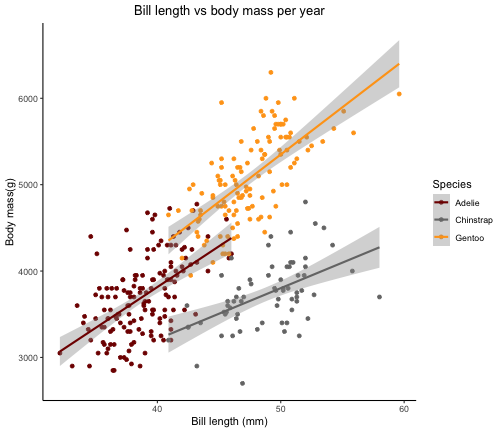 Bill length vs body mass per year
Body mass(g)
6000
5000
4000
3000
40
50
60
Bill length (mm)
Species
Adelie
Chinstrap
Gentoo